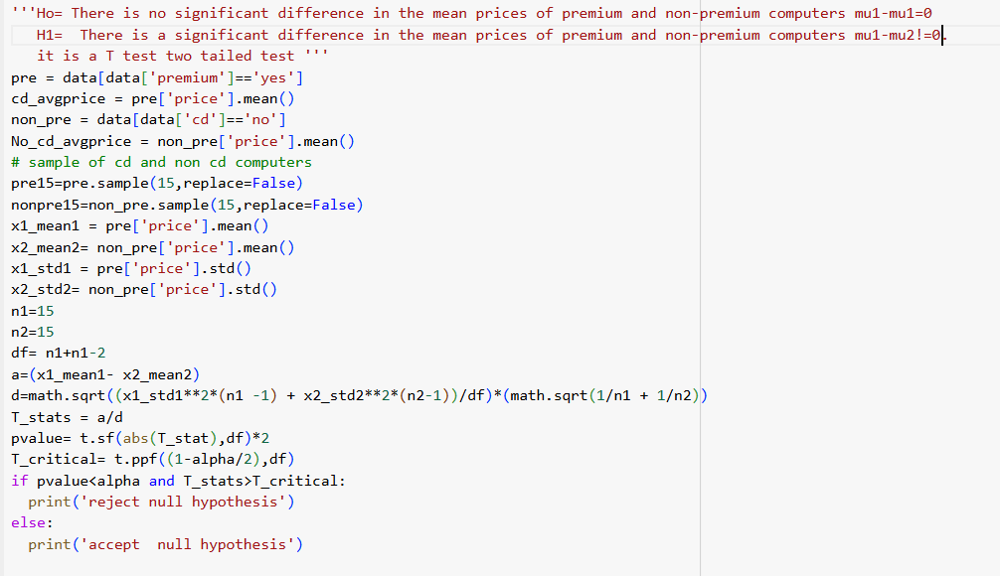 '''Ho= There is no significant difference in the mean prices of premium and non-premium computers mu1-mu1=0
   H1=  There is a significant difference in the mean prices of premium and non-premium computers mu1-mu2!=0.
   it is a T test two tailed test '''
pre = data[data['premium']=='yes']
cd_avgprice = pre['price'].mean()
non_pre = data[data['cd']=='no']
No_cd_avgprice = non_pre['price'].mean()
# sample of cd and non cd computers
pre15=pre.sample(15,replace=False)
nonpre15=non_pre.sample(15,replace=False)
x1_mean1 = pre['price'].mean()
x2_mean2= non_pre['price'].mean()
x1_std1 = pre['price'].std()
x2_std2= non_pre['price'].std()
n1=15
n2=15
df= n1+n1-2
a=(x1_mean1- x2_mean2)
d=math.sqrt((x1_std1**2*(n1 -1) + x2_std2**2*(n2-1))/df)*(math.sqrt(1/n1 + 1/n2))
T_stats = a/d
pvalue= t.sf(abs(T_stat),df)*2
T_critical= t.ppf((1-alpha/2),df)
if pvalue<alpha and T_stats>T_critical:
  print('reject null hypothesis')
else:
  print('accept  null hypothesis')